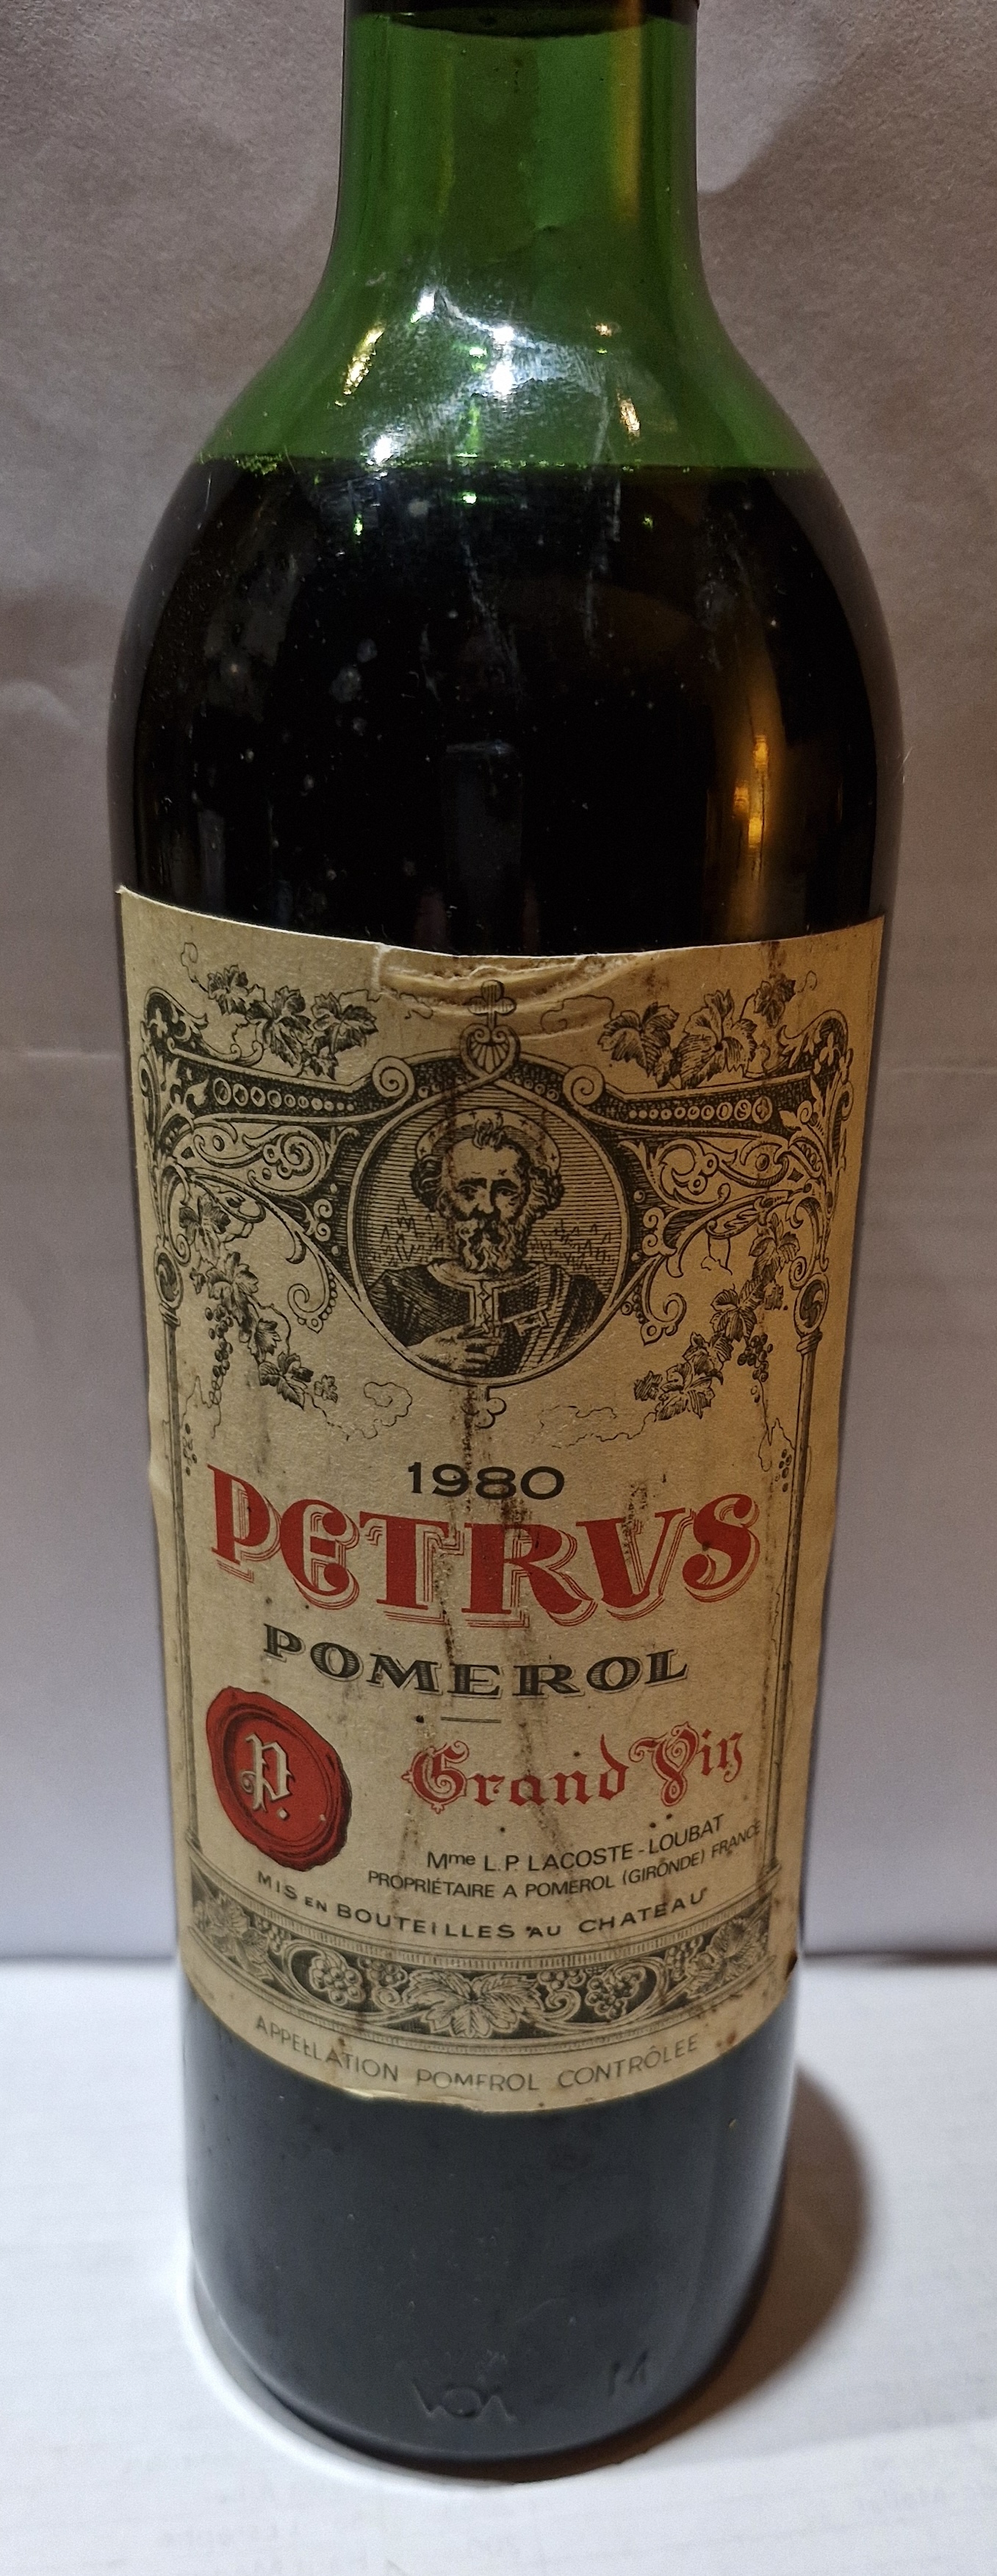 1980
PETRVS
POMEROL
Grand Vin
P.
Mme L.P. LACOSTE-LOUBAT
PROPRIÉTAIRE A POMEROL (GIRONDE) FRANCE
MIS EN BOUTEILLES AU CHATEAU
APPELLATION POMEROL CONTRÔLÉE